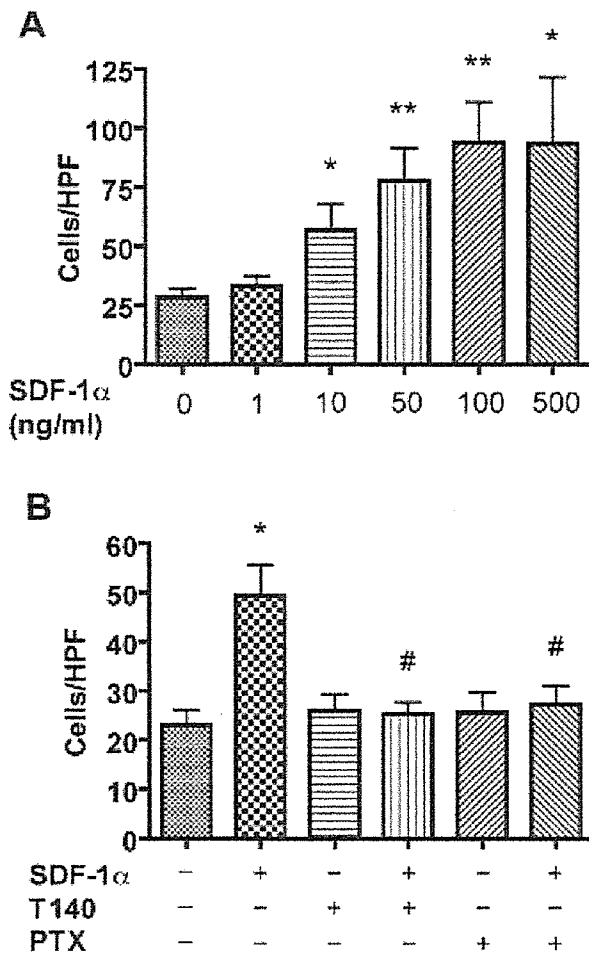 A
*
**
**
*
125
100
75
50
25
0
Cells/HPF
SDF-1α
(ng/ml)
0 1 10 50 100 500
B
*
#
#
60
50
40
30
20
10
0
Cells/HPF
SDF-1α - + - + - +
T140 - - + + - -
PTX - - - - + +